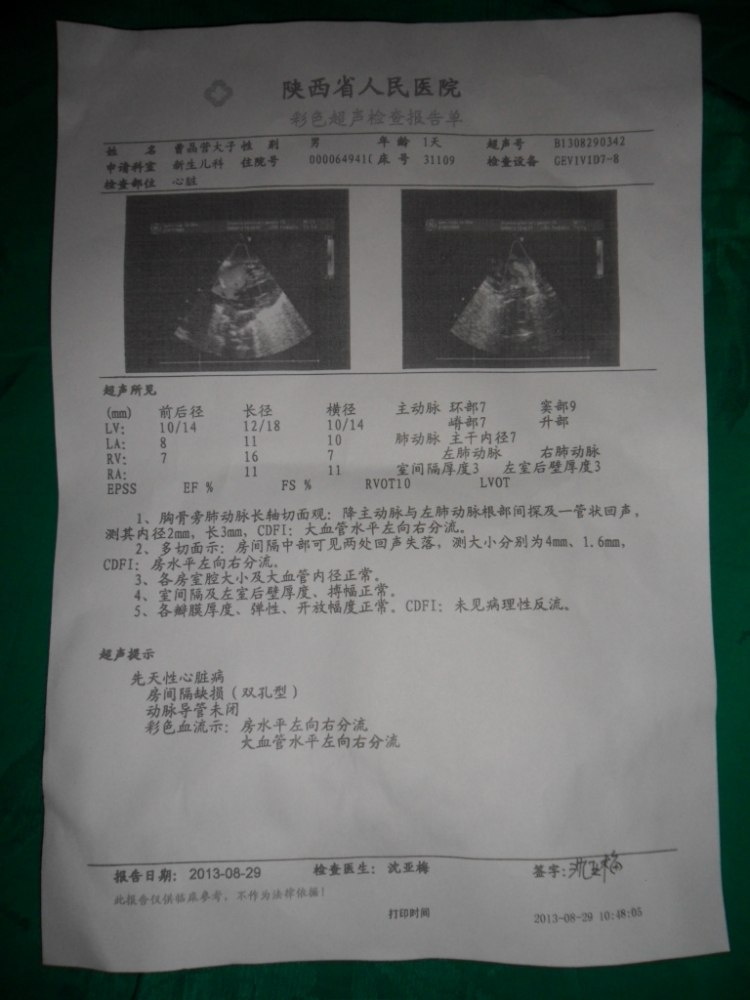 陕西省人民医院
彩色超声检查报告单
姓 名 曹晶营大子 性 别 男 年 龄 1天 超声号 B1308290342
申请科室 新生儿科 住院号 0000649410 床 号 31109 检查设备 GEVIVID7-8
检查部位 心脏
超声所见
(mm) 前后径 长径 横径 主动脉 环部7 窦部9
LV: 10/14 12/18 10/14 嵴部7 升部
LA: 8 11 10 肺动脉 主干内径7
RV: 7 16 7 左肺动脉 右肺动脉
RA: 11 11 室间隔厚度3 左室后壁厚度3
EPSS EF % FS % RVOT10 LVOT
1、胸骨旁肺动脉长轴切面观：降主动脉与左肺动脉根部间探及一管状回声，
测其内径2mm，长3mm，CDFI：大血管水平左向右分流。
2、多切面示：房间隔中部可见两处回声失落，测大小分别为4mm、1.6mm，
CDFI：房水平左向右分流。
3、各房室腔大小及大血管内径正常。
4、室间隔及左室后壁厚度、搏幅正常。
5、各瓣膜厚度、弹性、开放幅度正常。CDFI：未见病理性反流。
超声提示
先天性心脏病
房间隔缺损（双孔型）
动脉导管未闭
彩色血流示：房水平左向右分流
大血管水平左向右分流
报告日期： 2013-08-29 检查医生： 沈亚梅 签字：沈亚梅
此报告仅供临床参考，不作为法律依据！
打印时间 2013-08-29 10:48:05